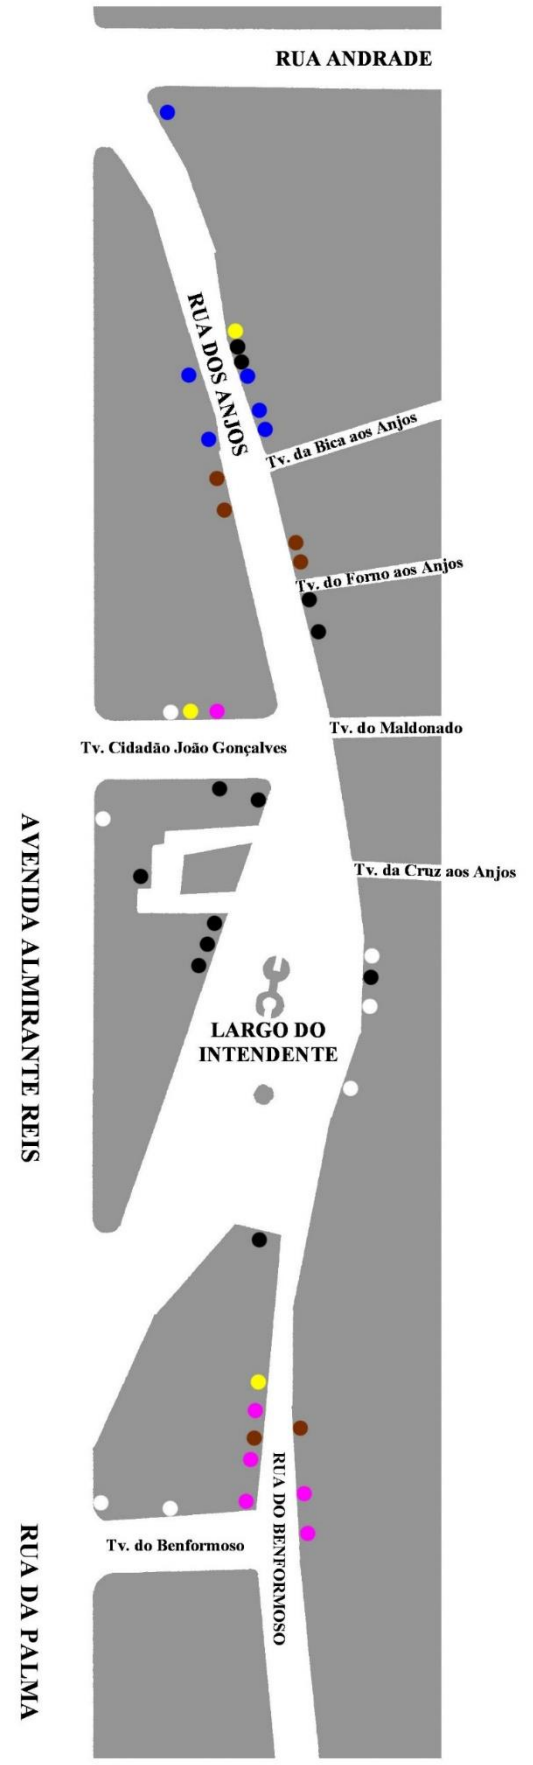 RUA ANDRADE
RUA DOS ANJOS
Tv. da Bica aos Anjos
Tv. do Forno aos Anjos
Tv. do Maldonado
Tv. Cidadão João Gonçalves
AVENIDA ALMIRANTE REIS
Tv. da Cruz aos Anjos
LARGO DO
INTENDENTE
RUA DO BENFORMOSO
RUA DA PALMA
Tv. do Benformoso